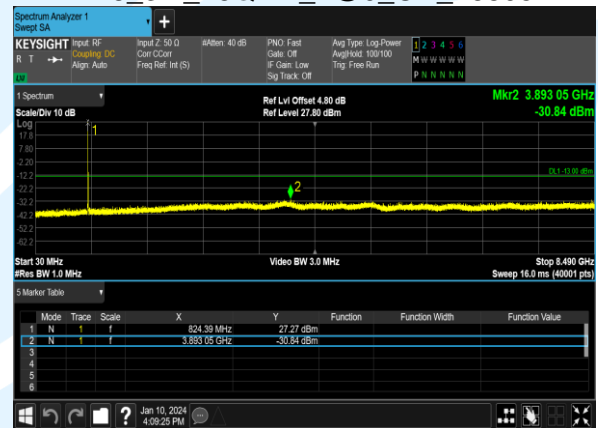 Spectrum Analyzer 1
Swept SA
+
KEYSIGHT Input: RF Input Z: 50 Ω #Atten: 40 dB PNO: Fast Avg Type: Log-Power 1 2 3 4 5 6
R T Coupling: DC Corr CCorr Gate: Off Avg|Hold: 100/100 M W W W W W
Align: Auto Freq Ref: Int (S) IF Gain: Low Trig: Free Run
Sig Track: Off P N N N N N
1 Spectrum Ref Lvl Offset 4.80 dB Mkr2 3.893 05 GHz
Scale/Div 10 dB Ref Level 27.80 dBm -30.84 dBm
Log
1
17.8
7.80
-2.20
-12.2 DL1 -13.00 dBm
-22.2
2
-32.2
-42.2
-52.2
-62.2
Start 30 MHz Video BW 3.0 MHz Stop 8.490 GHz
#Res BW 1.0 MHz Sweep 16.0 ms (40001 pts)
5 Marker Table
Mode Trace Scale X Y Function Function Width Function Value
1 N 1 f 824.39 MHz 27.27 dBm
2 N 1 f 3.893 05 GHz -30.84 dBm
3
4
5
6
? Jan 10, 2024
4:09:25 PM